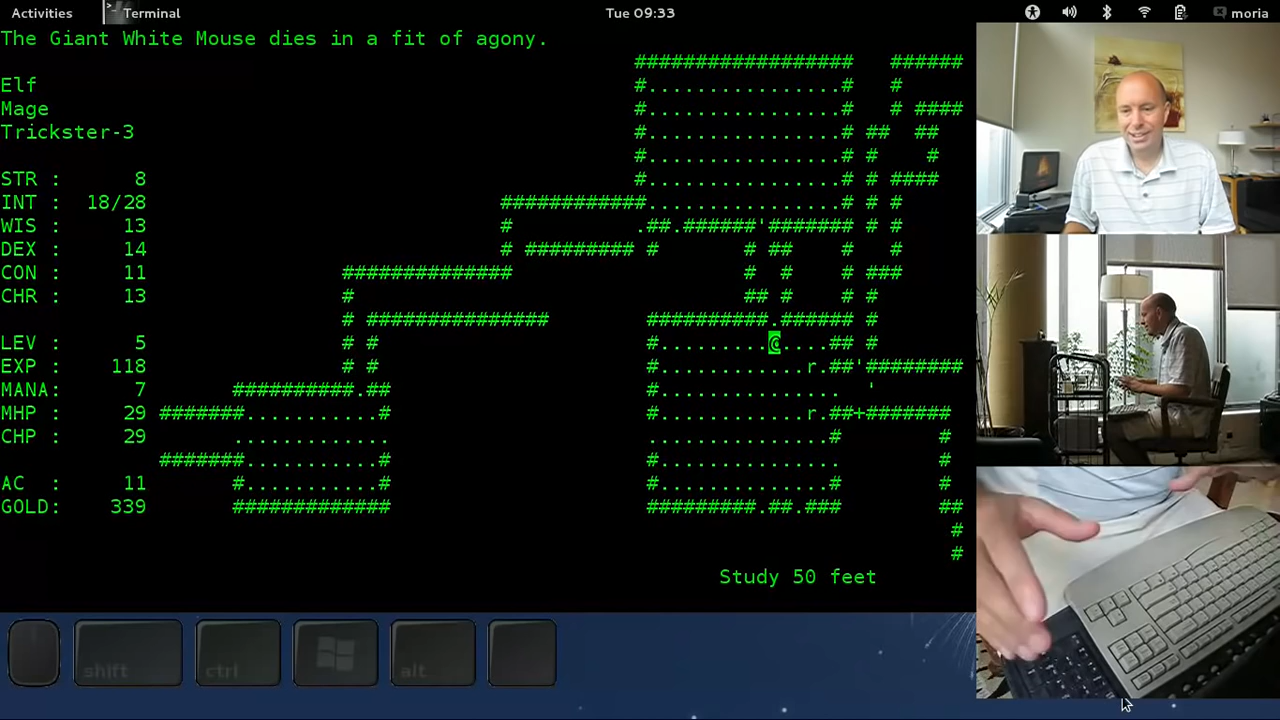 Activities
Terminal
Tue 09:33
moria
The Giant White Mouse dies in a fit of agony.
################# ######
Elf #...............# #
Mage #...............# # ####
Trickster-3 #...............# ## ##
#...............# # #
STR : 8 #...............# ####
INT : 18/28 ############................# # #
WIS : 13 # .##.######'####### # #
DEX : 14 # ######### # # ## # # #
CON : 11 ############## # # # ###
CHR : 13 # ## # # #
# ############### ##########.###### #
LEV : 5 # # #.........@....## #
EXP : 118 # # #............r.##'########
MANA: 7 ##########.## #.............. '
MHP : 29 #######...........# #............r.##+#######
CHP : 29 ............. ...............# #
#######...........# #.............. #
AC : 11 #...........# #..............# #
GOLD: 339 ############# #########.##.### ##
#
#
Study 50 feet
shift
ctrl
alt